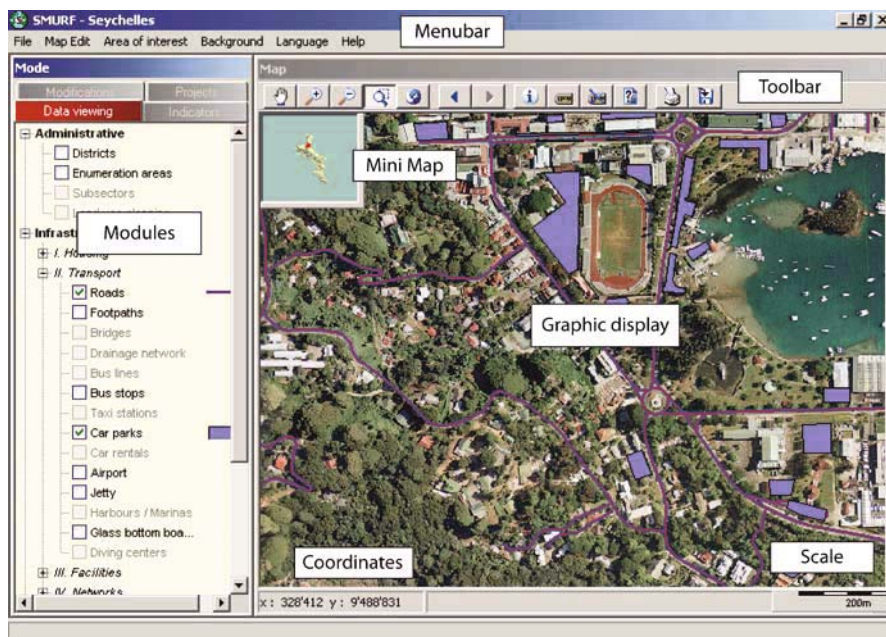 SMURF - Seychelles
File Map Edit Area of interest Background Language Help
Menubar
Mode
Map
Modifications Projects
Data viewing Indicators
Toolbar
Administrative
Districts
Enumeration areas
Subsectors
Mini Map
Modules
I. Housing
II. Transport
Roads
Footpaths
Bridges
Drainage network
Bus lines
Bus stops
Taxi stations
Car parks
Car rentals
Airport
Jetty
Harbours / Marinas
Glass bottom boa...
Diving centers
III. Facilities
IV. Networks
Graphic display
Coordinates
Scale
x : 328'412 y : 9'488'831
200m